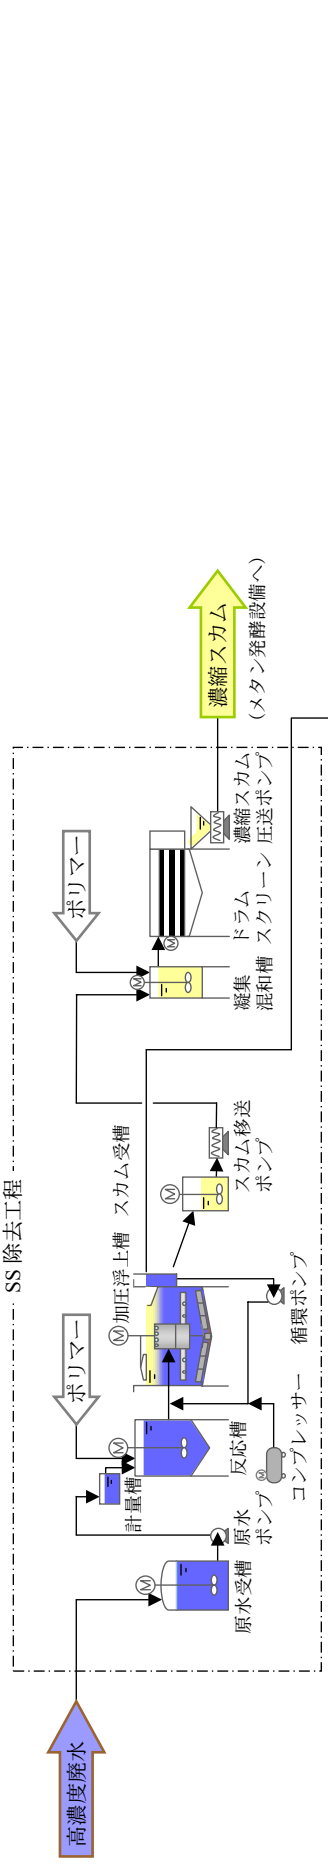 SS 除去工程
高濃度廃水
原水受槽
M
原水
ポンプ
計量槽
ポリマー
M
反応槽
M
コンプレッサー
M
加圧浮上槽
循環ポンプ
スカム受槽
M
スカム移送
ポンプ
ポリマー
M
凝集
混和槽
M
ドラム
スクリーン
濃縮スカム
圧送ポンプ
濃縮スカム
(メタン発酵設備へ)